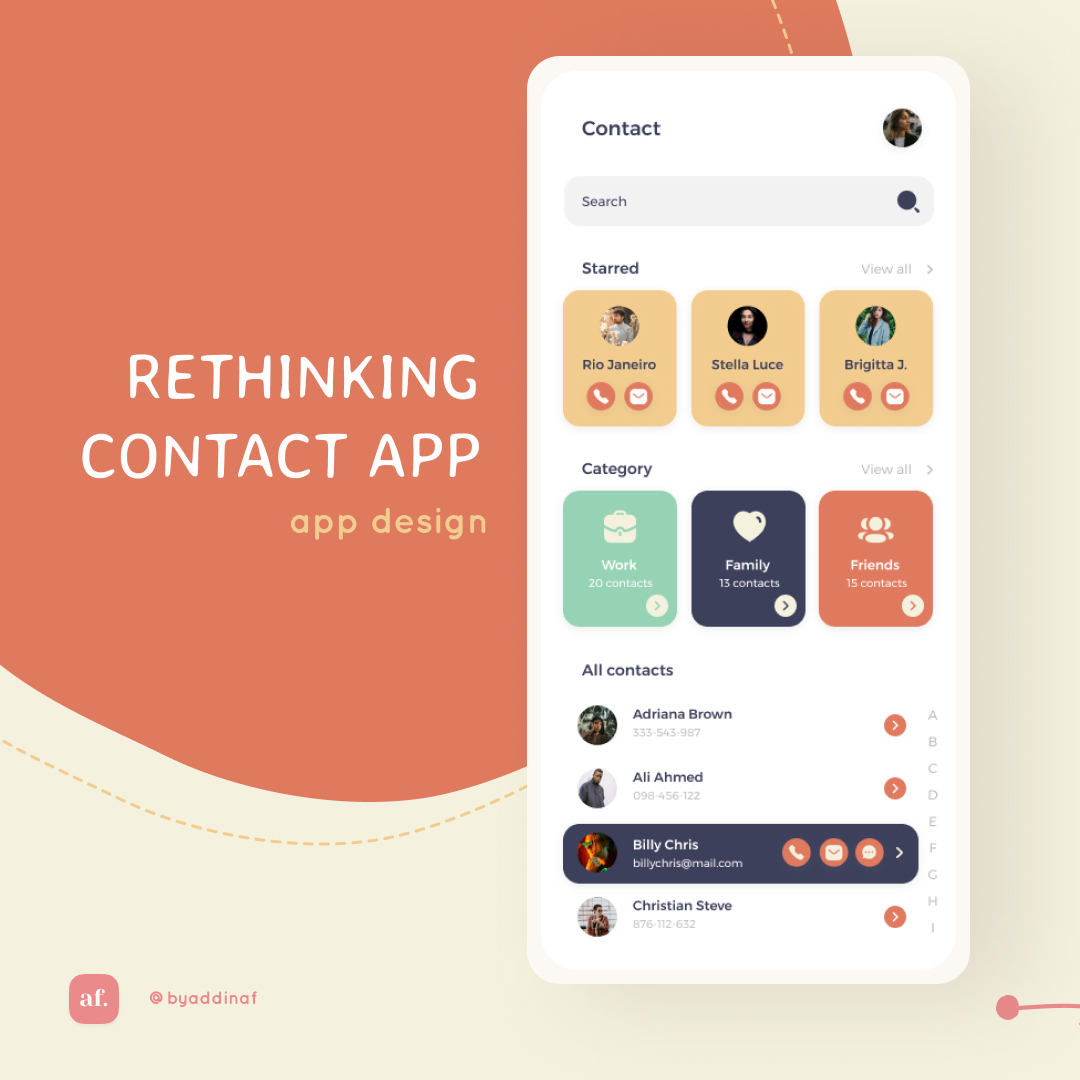 RETHINKING
CONTACT APP
app design
af.
@byaddinaf
Contact
Search
Starred
View all
Rio Janeiro
Stella Luce
Brigitta J.
Category
View all
Work
20 contacts
Family
13 contacts
Friends
15 contacts
All contacts
Adriana Brown
333-543-987
Ali Ahmed
098-456-122
Billy Chris
billychris@mail.com
Christian Steve
876-112-632
A
B
C
D
E
F
G
H
I